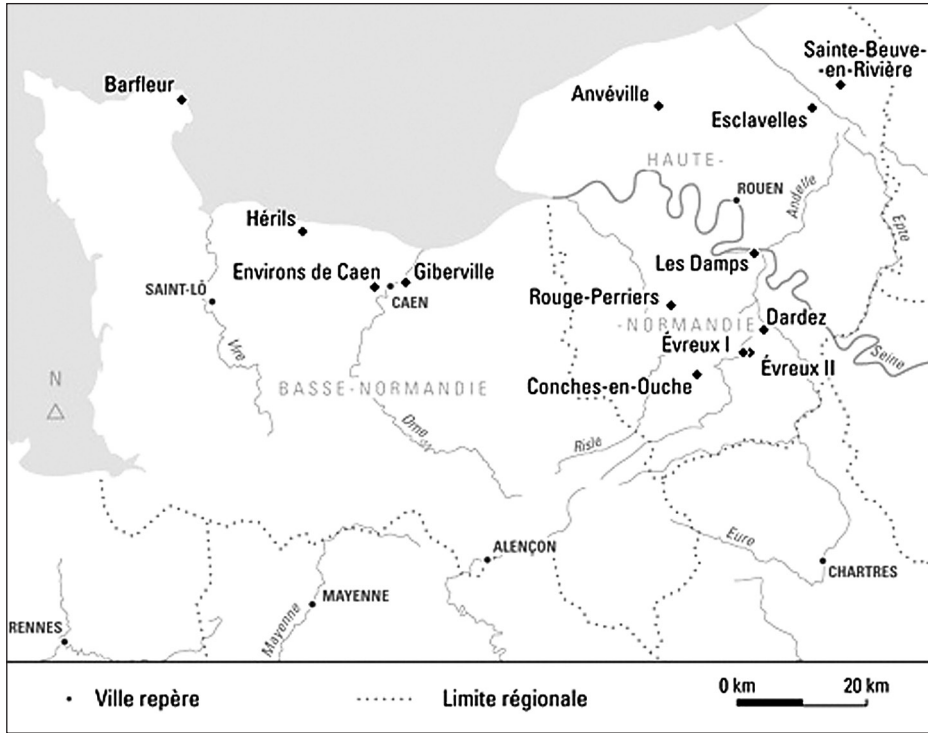 Sainte-Beuve-
-en-Rivière
Barfleur
Anvéville
Esclavelles
HAUTE-
Andelle
ROUEN
Epte
Hérils
Les Damps
Environs de Caen
Giberville
SAINT-LÔ
CAEN
Rouge-Perriers
-NORMANDIE
Dardez
Évreux I
Évreux II
Seine
Vire
Conches-en-Ouche
N
BASSE-NORMANDIE
Orne
Risle
Eure
ALENÇON
CHARTRES
MAYENNE
Mayenne
RENNES
Ville repère
Limite régionale
0 km 20 km